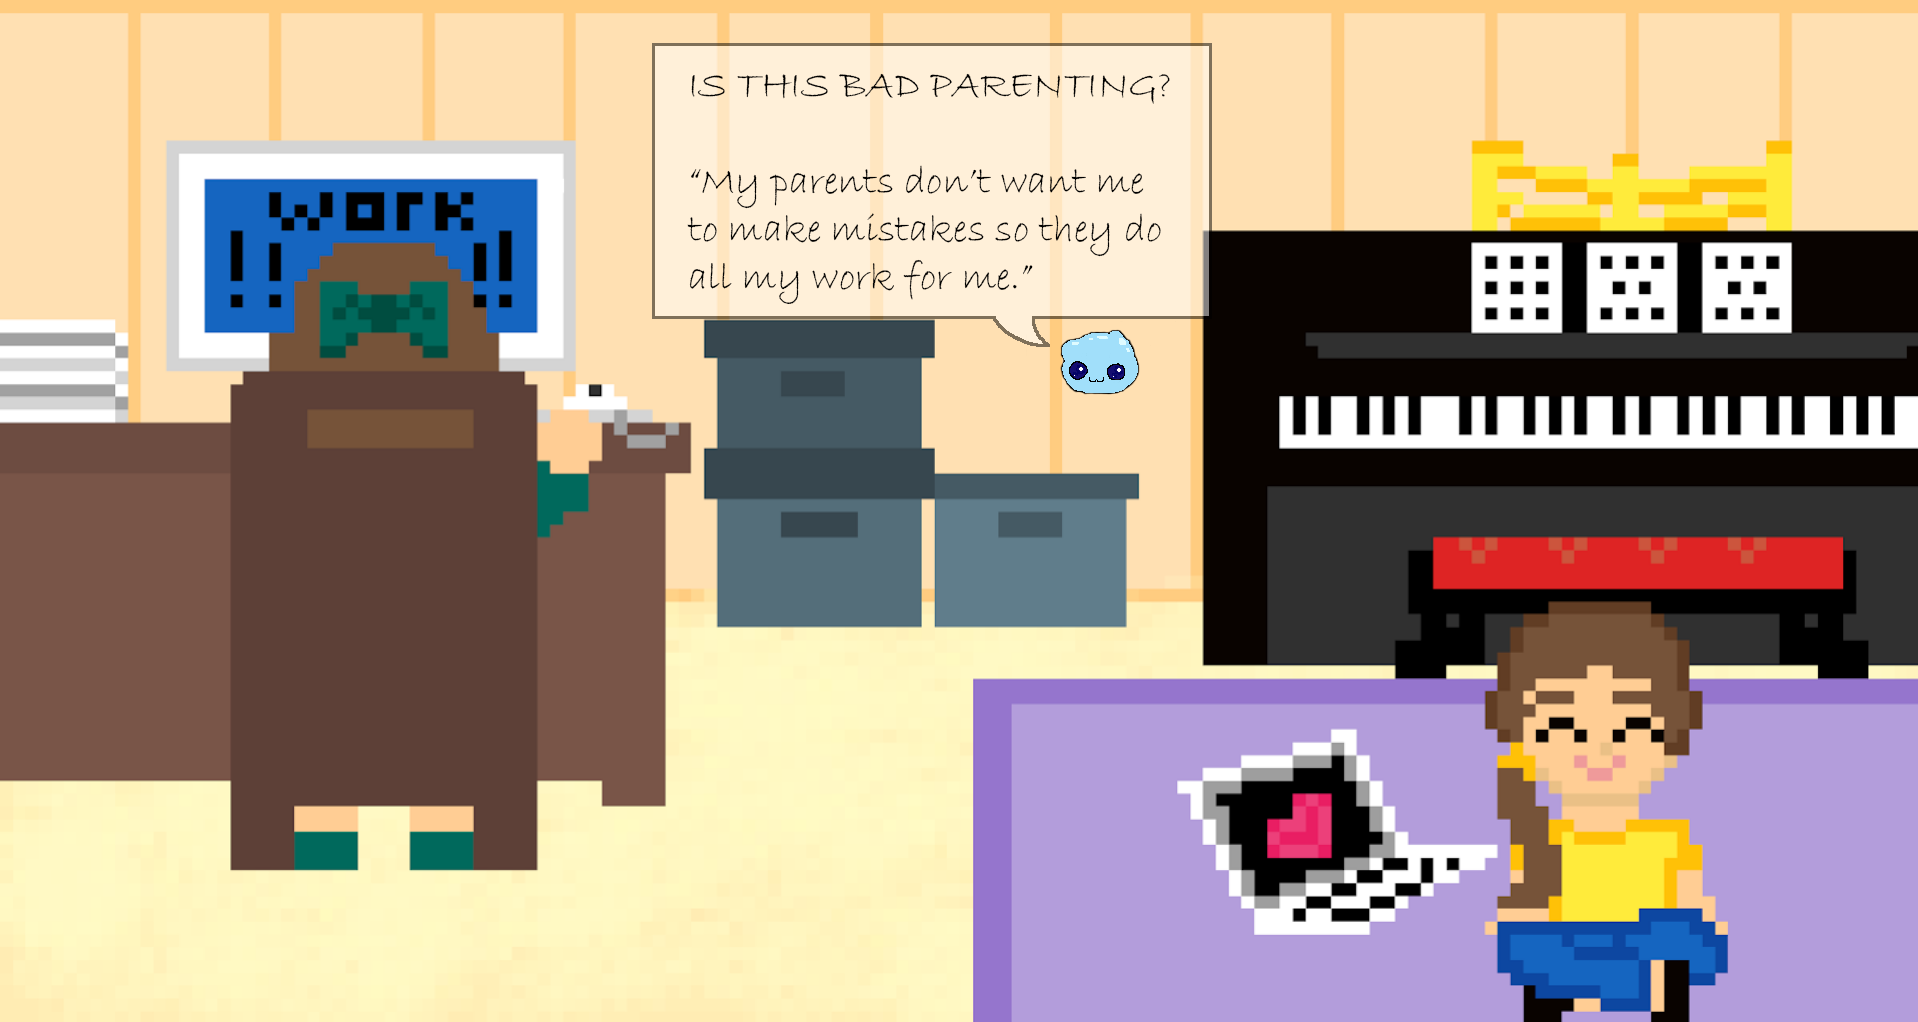 work
!! !!
IS THIS BAD PARENTING?
“My parents don’t want me
to make mistakes so they do
all my work for me.”